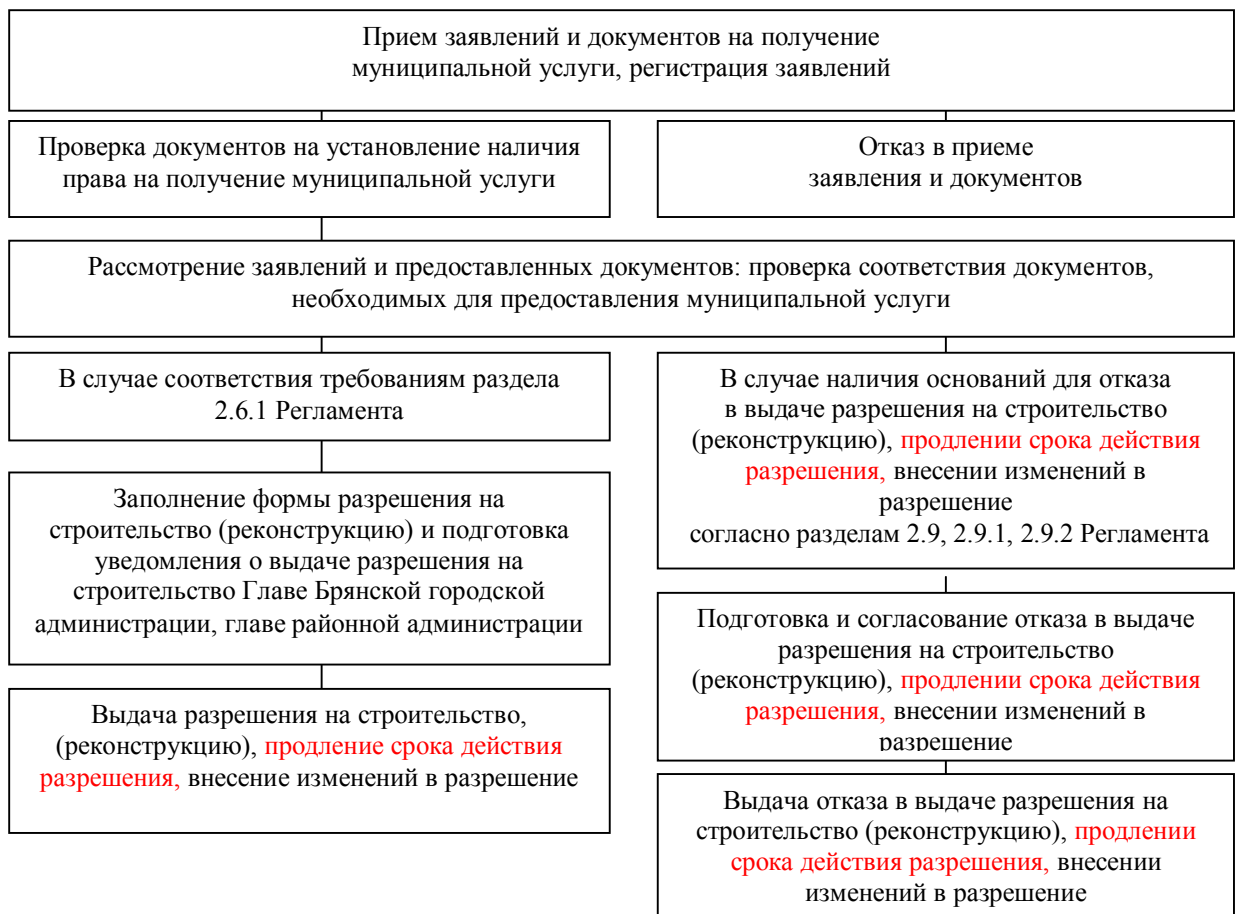 Прием заявлений и документов на получение
муниципальной услуги, регистрация заявлений
Проверка документов на установление наличия
права на получение муниципальной услуги
Отказ в приеме
заявления и документов
Рассмотрение заявлений и предоставленных документов: проверка соответствия документов,
необходимых для предоставления муниципальной услуги
В случае соответствия требованиям раздела
2.6.1 Регламента
Заполнение формы разрешения на
строительство (реконструкцию) и подготовка
уведомления о выдаче разрешения на
строительство Главе Брянской городской
администрации, главе районной администрации
Выдача разрешения на строительство,
(реконструкцию), продление срока действия
разрешения, внесение изменений в разрешение
В случае наличия оснований для отказа
в выдаче разрешения на строительство
(реконструкцию), продлении срока действия
разрешения, внесении изменений в
разрешение
согласно разделам 2.9, 2.9.1, 2.9.2 Регламента
Подготовка и согласование отказа в выдаче
разрешения на строительство
(реконструкцию), продлении срока действия
разрешения, внесении изменений в
разрешение
Выдача отказа в выдаче разрешения на
строительство (реконструкцию), продлении
срока действия разрешения, внесении
изменений в разрешение